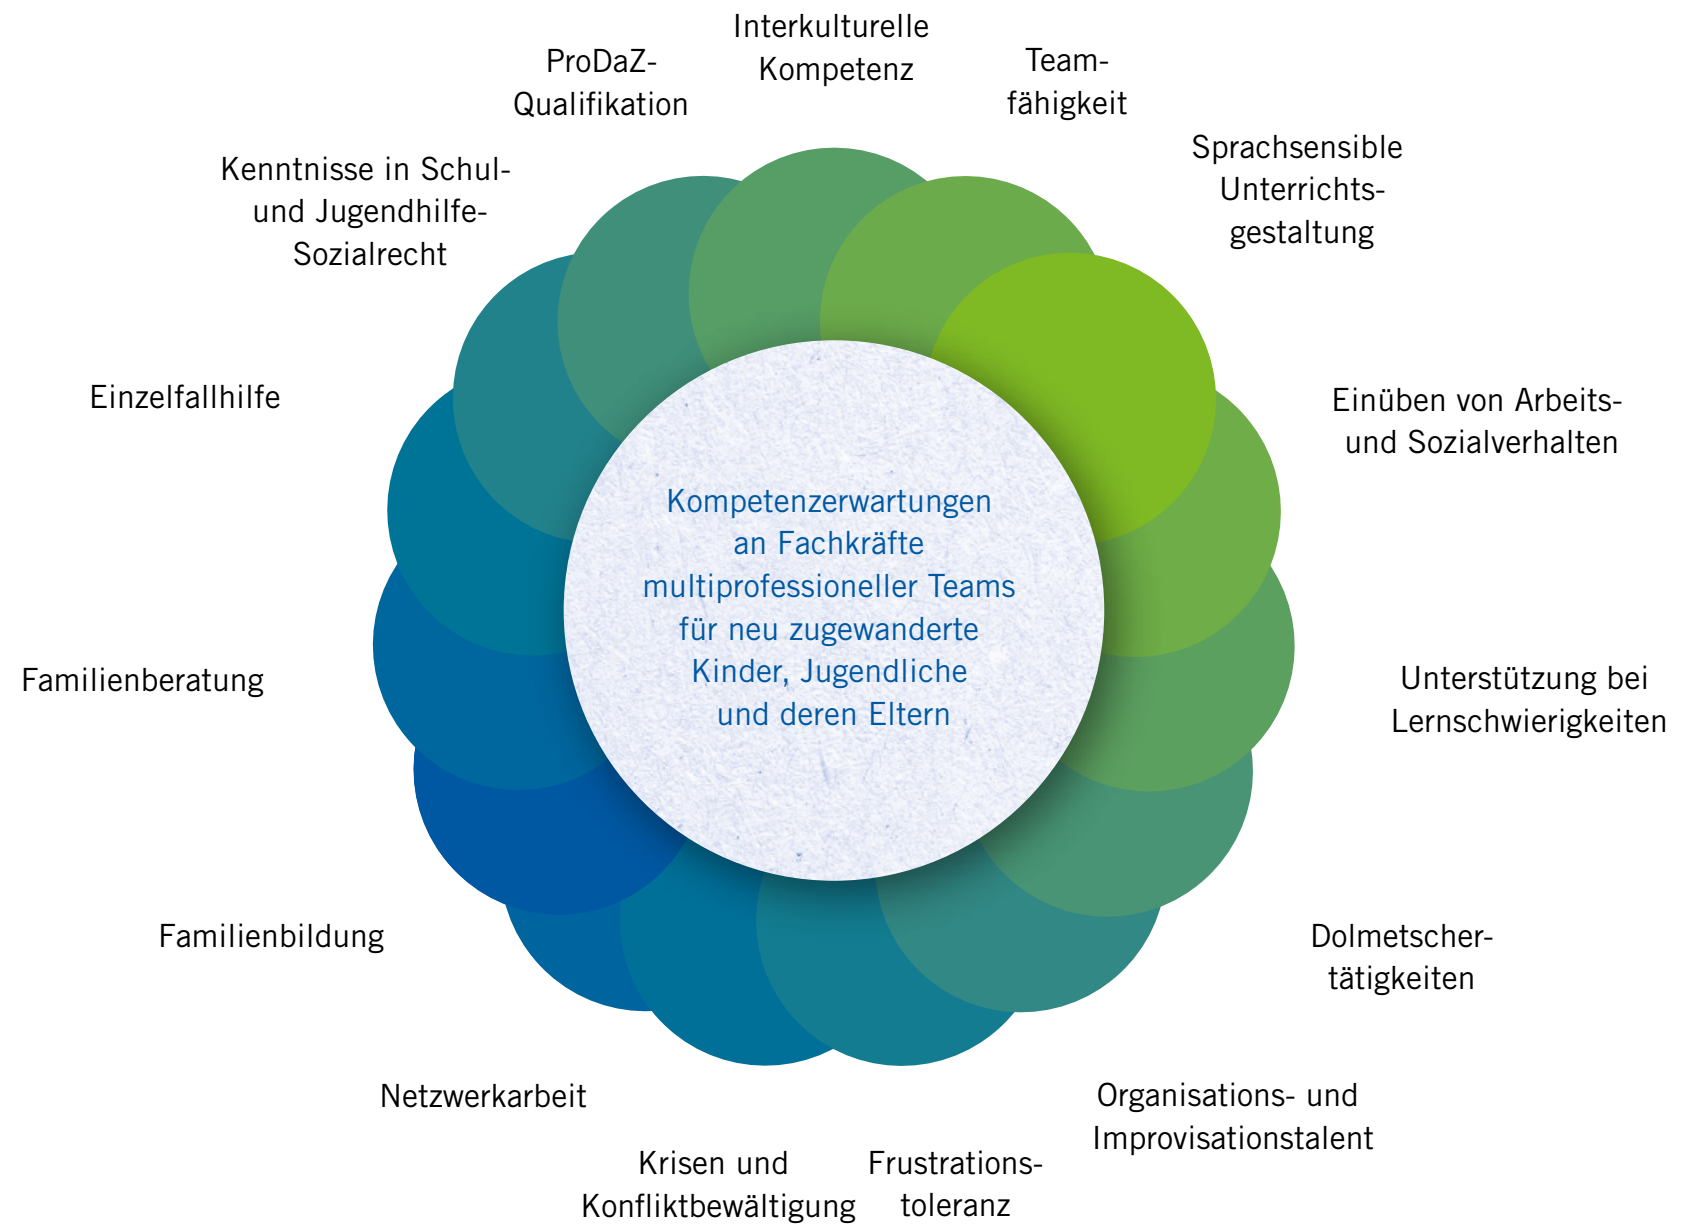 Interkulturelle
Kompetenz
Team-
fähigkeit
Sprachsensible
Unterrichts-
gestaltung
Einüben von Arbeits-
und Sozialverhalten
Unterstützung bei
Lernschwierigkeiten
Dolmetscher-
tätigkeiten
Organisations- und
Improvisationstalent
Frustrations-
toleranz
Krisen und
Konfliktbewältigung
Netzwerkarbeit
Familienbildung
Familienberatung
Einzelfallhilfe
Kenntnisse in Schul-
und Jugendhilfe-
Sozialrecht
ProDaZ-
Qualifikation
Kompetenzerwartungen
an Fachkräfte
multiprofessioneller Teams
für neu zugewanderte
Kinder, Jugendliche
und deren Eltern